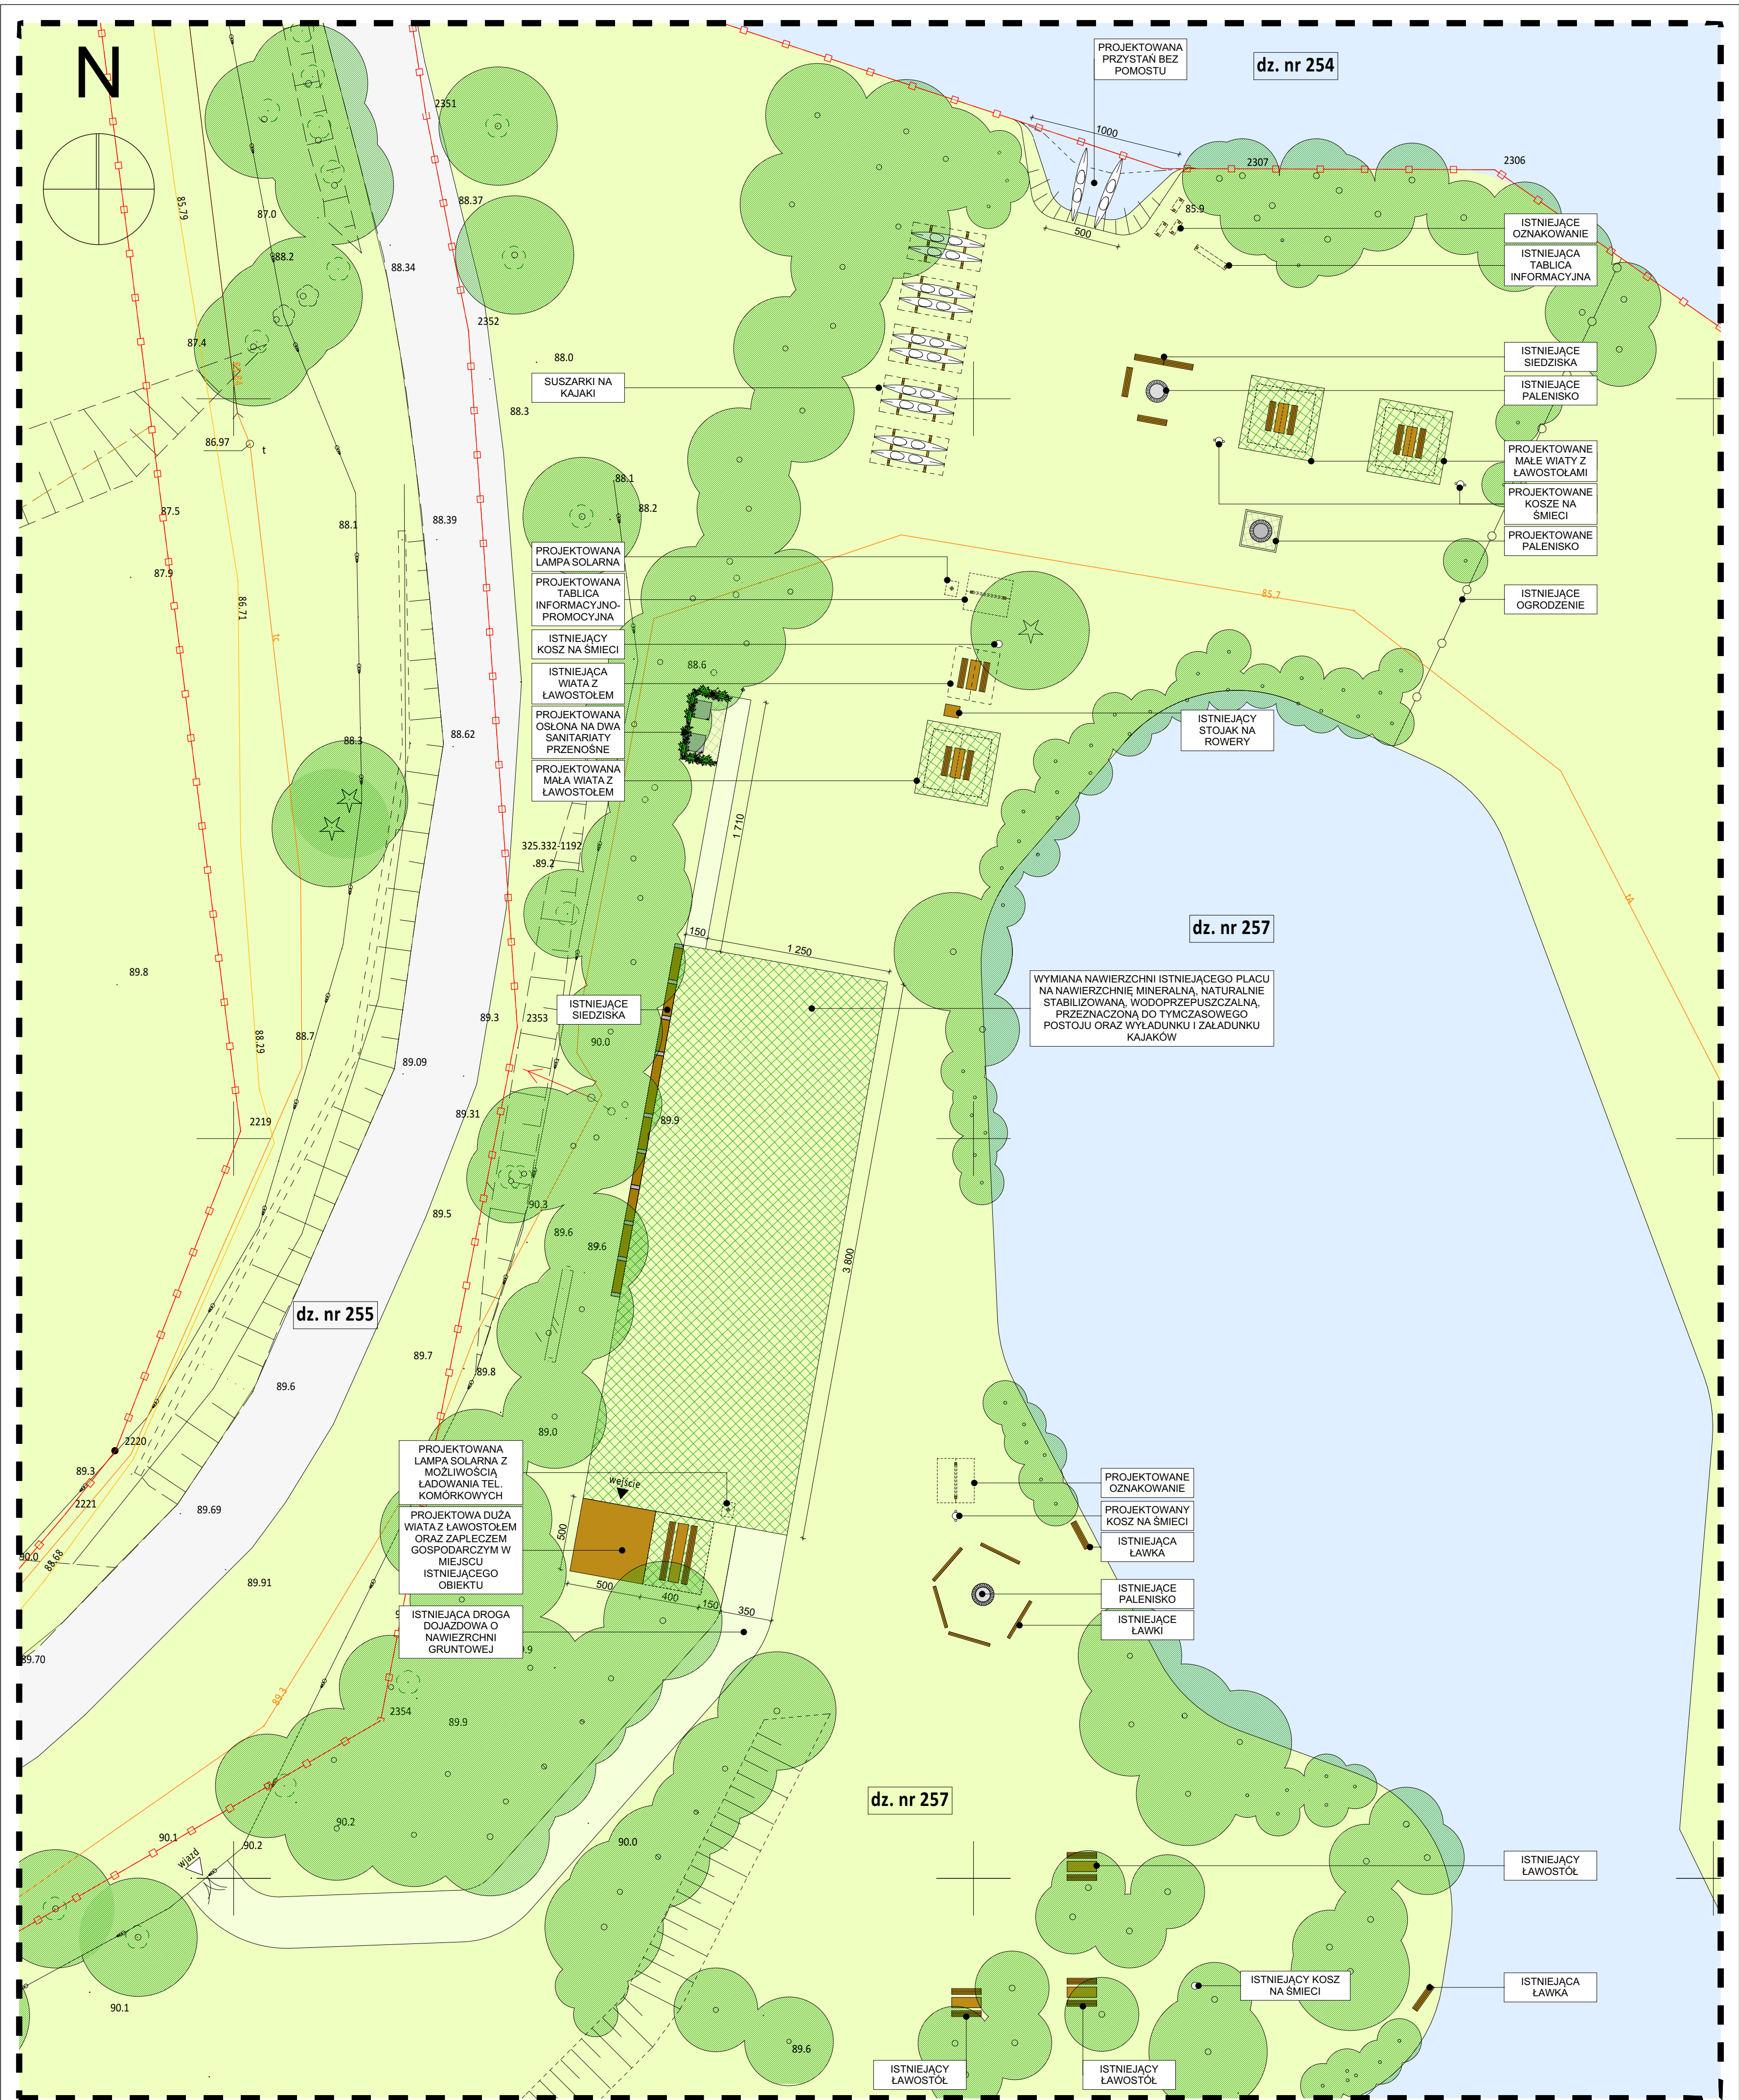 N
PROJEKTOWANA
PRZYSTAŃ BEZ
POMOSTU
dz. nr 254
2351
1000
2307
2306
85.79
87.0
88.37
85.9
500
ISTNIEJĄCE
OZNAKOWANIE
ISTNIEJĄCA
TABLICA
INFORMACYJNA
88.2
88.34
2352
87.4
88.0
ISTNIEJĄCE
SIEDZISKA
SUSZARKI NA
KAJAKI
ISTNIEJĄCE
PALENISKO
88.3
86.97
t
PROJEKTOWANE
MAŁE WIATY Z
ŁAWOSTOŁAMI
88.1
88.2
PROJEKTOWANE
KOSZE NA
ŚMIECI
87.5
88.1
88.39
PROJEKTOWANE
PALENISKO
PROJEKTOWANA
LAMPA SOLARNA
87.9
PROJEKTOWANA
TABLICA
INFORMACYJNO-
PROMOCYJNA
86.71
85.7
ISTNIEJĄCE
OGRODZENIE
ISTNIEJĄCY
KOSZ NA ŚMIECI
88.6
ISTNIEJĄCA
WIATA Z
ŁAWOSTOŁEM
PROJEKTOWANA
OSŁONA NA DWA
SANITARIATY
PRZENOŚNE
ISTNIEJĄCY
STOJAK NA
ROWERY
88.3
88.62
PROJEKTOWANA
MAŁA WIATA Z
ŁAWOSTOŁEM
1 710
325.332-1192
89.2
dz. nr 257
150
1 250
89.8
WYMIANA NAWIERZCHNI ISTNIEJĄCEGO PLACU
NA NAWIERZCHNIĘ MINERALNĄ, NATURALNIE
STABILIZOWANĄ, WODOPRZEPUSZCZALNĄ,
PRZEZNACZONĄ DO TYMCZASOWEGO
POSTOJU ORAZ WYŁADUNKU I ZAŁADUNKU
KAJAKÓW
ISTNIEJĄCE
SIEDZISKA
89.3
2353
88.7
88.29
90.0
89.09
89.31
89.9
2219
90.3
89.5
89.6
89.6
3 800
dz. nr 255
89.7
89.8
89.6
89.0
2220
89.3
PROJEKTOWANA
LAMPA SOLARNA Z
MOŻLIWOŚCIĄ
ŁADOWANIA TEL.
KOMÓRKOWYCH
wejście
PROJEKTOWANE
OZNAKOWANIE
2221
89.69
PROJEKTOWANY
KOSZ NA ŚMIECI
PROJEKTOWA DUŻA
WIATA Z ŁAWOSTOŁEM
ORAZ ZAPLECZEM
GOSPODARCZYM W
MIEJSCU
ISTNIEJĄCEGO
OBIEKTU
500
ISTNIEJĄCA
ŁAWKA
90.0
88.68
89.91
500
400
150
350
ISTNIEJĄCE
PALENISKO
ISTNIEJĄCA DROGA
DOJAZDOWA O
NAWIEZRCHNI
GRUNTOWEJ
ISTNIEJĄCE
ŁAWKI
89.70
89.3
2354
89.9
dz. nr 257
90.2
90.1
90.2
90.0
wjazd
ISTNIEJĄCY
ŁAWOSTÓŁ
90.1
ISTNIEJĄCY KOSZ
NA ŚMIECI
ISTNIEJĄCA
ŁAWKA
89.6
ISTNIEJĄCY
ŁAWOSTÓŁ
ISTNIEJĄCY
ŁAWOSTÓŁ